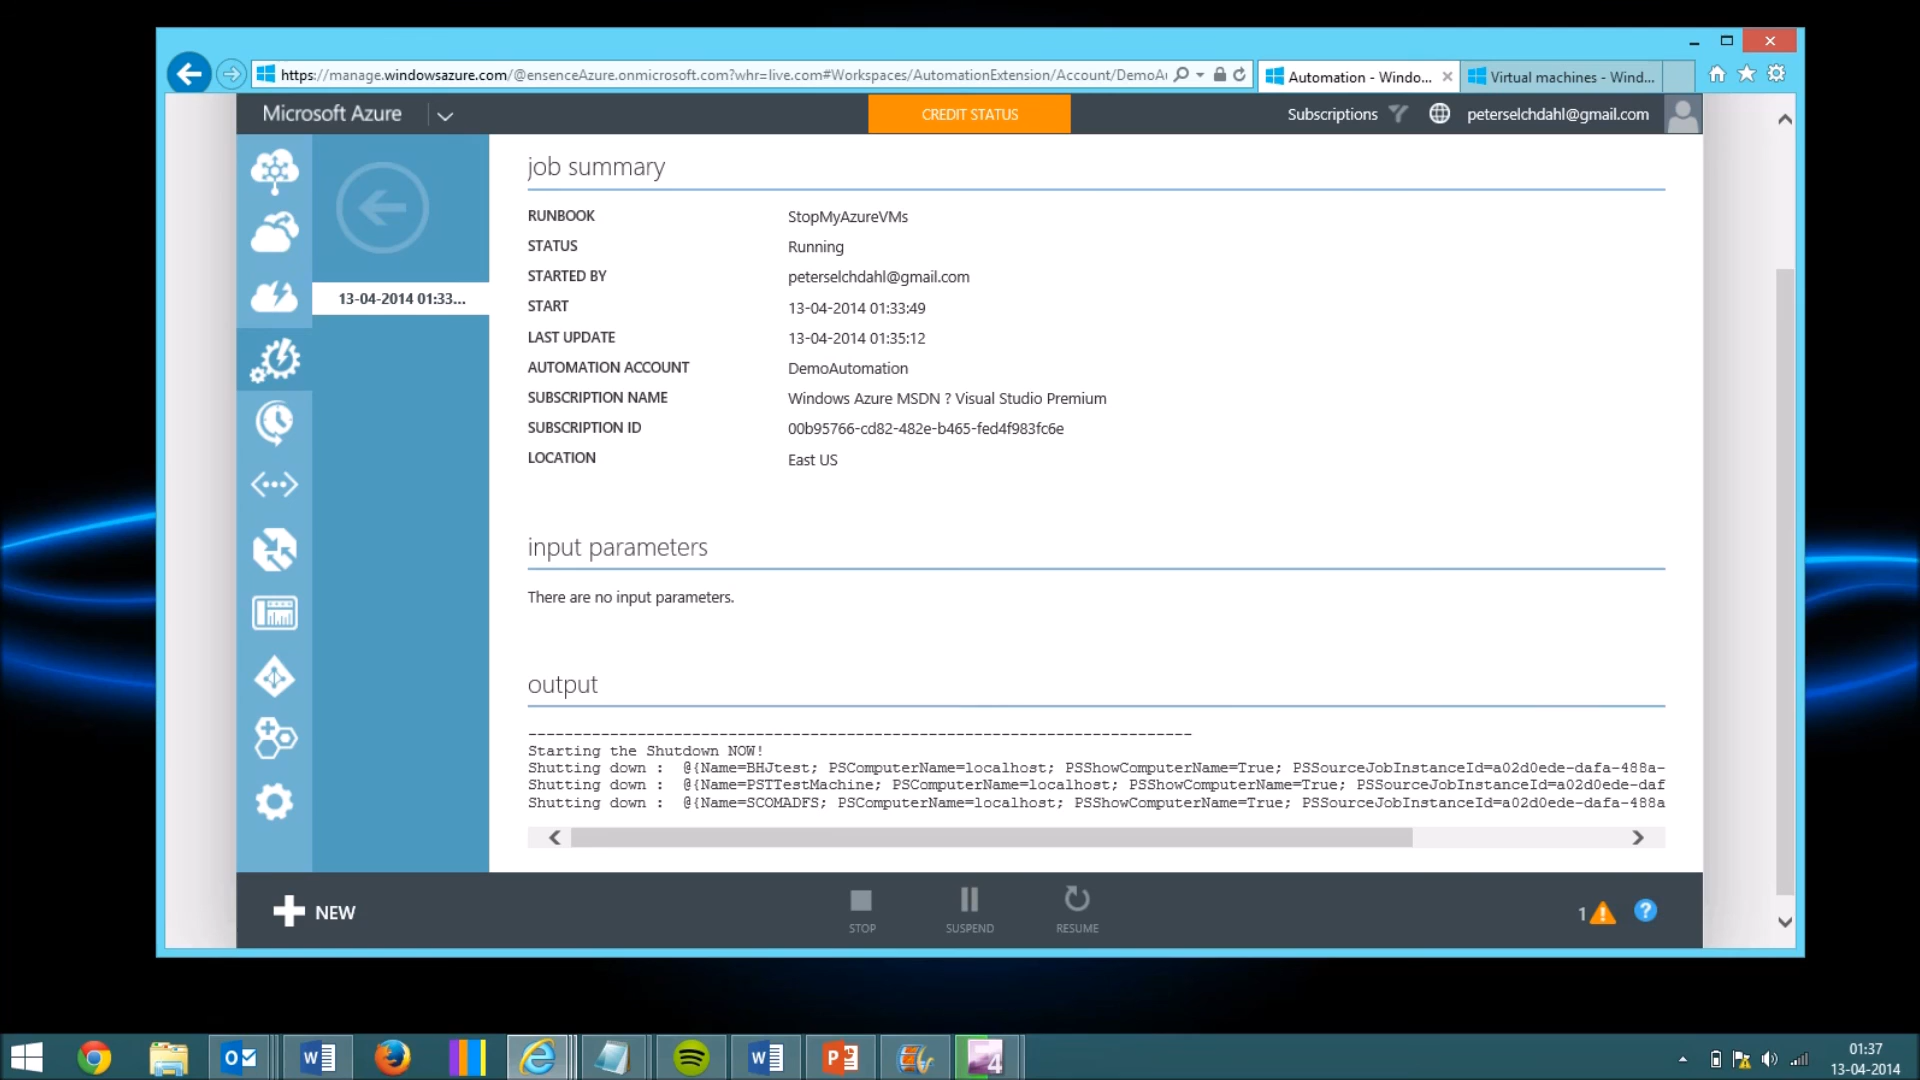 https://manage.windowsazure.com/@ensenceAzure.onmicrosoft.com?whr=live.com#Workspaces/AutomationExtension/Account/DemoAu
Automation - Windo...
Virtual machines - Wind...
Microsoft Azure
CREDIT STATUS
Subscriptions
peterselchdahl@gmail.com
13-04-2014 01:33...
job summary
RUNBOOK StopMyAzureVMs
STATUS Running
STARTED BY peterselchdahl@gmail.com
START 13-04-2014 01:33:49
LAST UPDATE 13-04-2014 01:35:12
AUTOMATION ACCOUNT DemoAutomation
SUBSCRIPTION NAME Windows Azure MSDN ? Visual Studio Premium
SUBSCRIPTION ID 00b95766-cd82-482e-b465-fed4f983fc6e
LOCATION East US
input parameters
There are no input parameters.
output
-------------------------------------------------------------------------
Starting the Shutdown NOW!
Shutting down :  @{Name=BHJtest; PSComputerName=localhost; PSShowComputerName=True; PSSourceJobInstanceId=a02d0ede-dafa-488a-
Shutting down :  @{Name=PSTTestMachine; PSComputerName=localhost; PSShowComputerName=True; PSSourceJobInstanceId=a02d0ede-daf
Shutting down :  @{Name=SCOMADFS; PSComputerName=localhost; PSShowComputerName=True; PSSourceJobInstanceId=a02d0ede-dafa-488a
NEW
STOP
SUSPEND
RESUME
1
01:37
13-04-2014